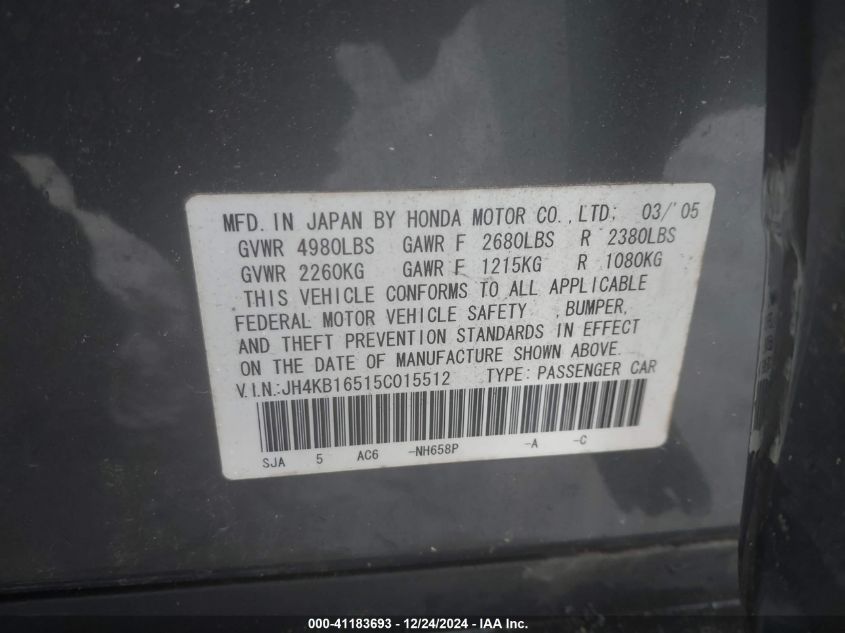 MFD. IN JAPAN BY HONDA MOTOR CO., LTD; 03/'05
GVWR 4980LBS GAWR F 2680LBS R 2380LBS
GVWR 2260KG GAWR F 1215KG R 1080KG
THIS VEHICLE CONFORMS TO ALL APPLICABLE
FEDERAL MOTOR VEHICLE SAFETY , BUMPER,
AND THEFT PREVENTION STANDARDS IN EFFECT
ON THE DATE OF MANUFACTURE SHOWN ABOVE.
V.I.N.:JH4KB16515C015512 TYPE: PASSENGER CAR
SJA 5 AC6 -NH658P -A -C
000-41183693 - 12/24/2024 - IAA Inc.